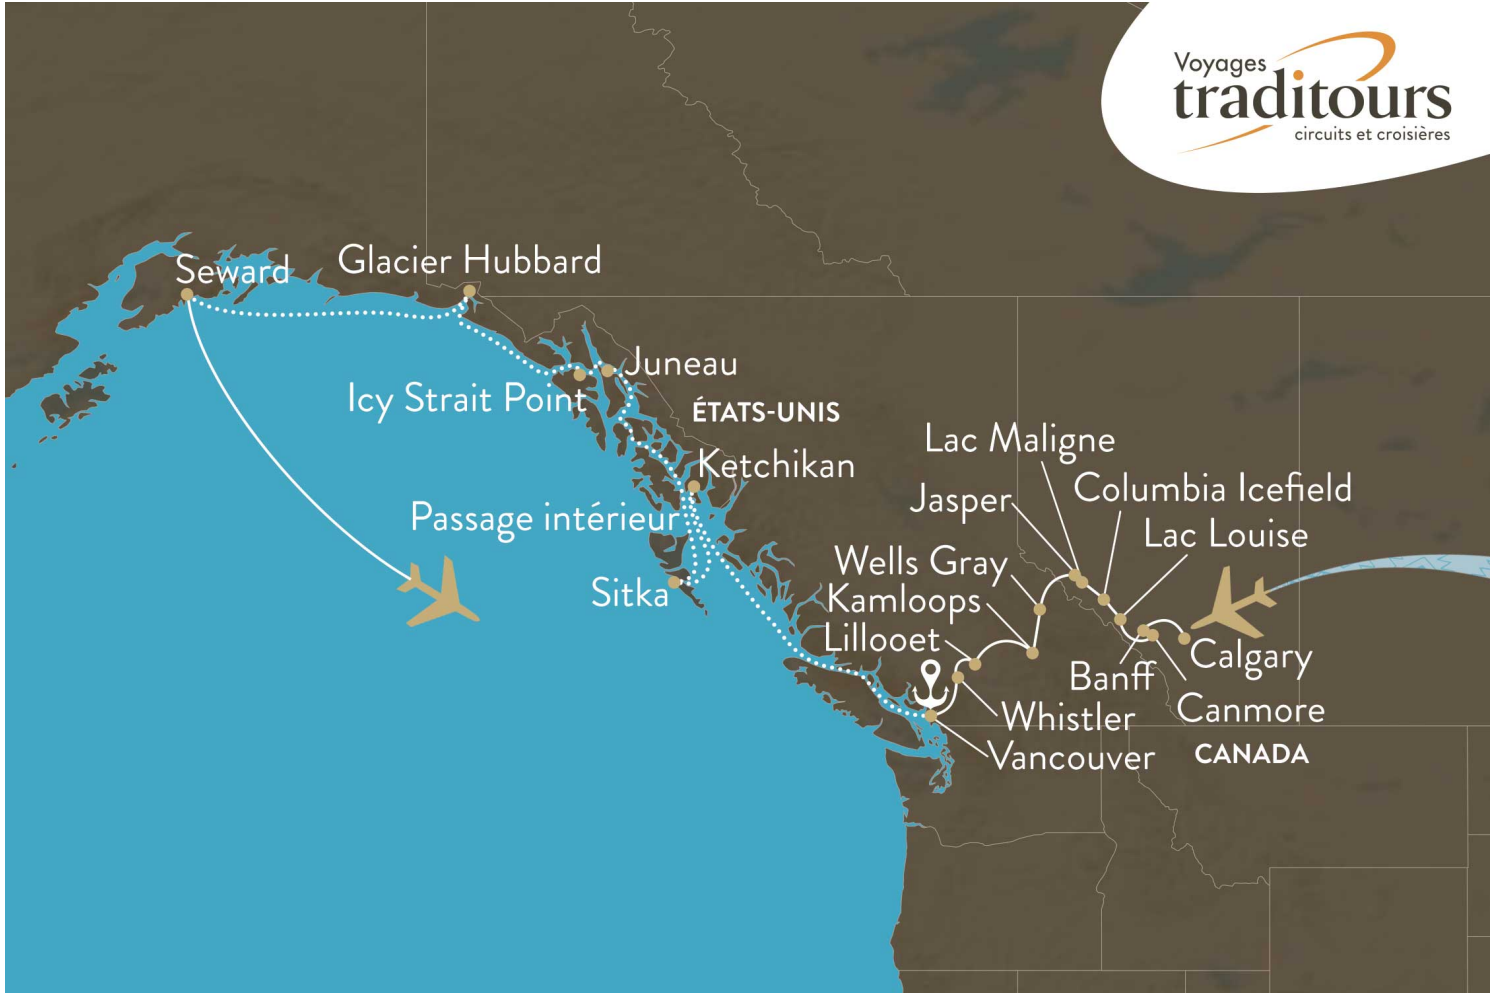 Voyages
traditours
circuits et croisières
Glacier Hubbard
Seward
Juneau
Icy Strait Point
ÉTATS-UNIS
Lac Maligne
Ketchikan
Columbia Icefield
Jasper
Passage intérieur
Lac Louise
Wells Gray
Sitka
Kamloops
Lillooet
Calgary
Banff
Canmore
Whistler
Vancouver
CANADA